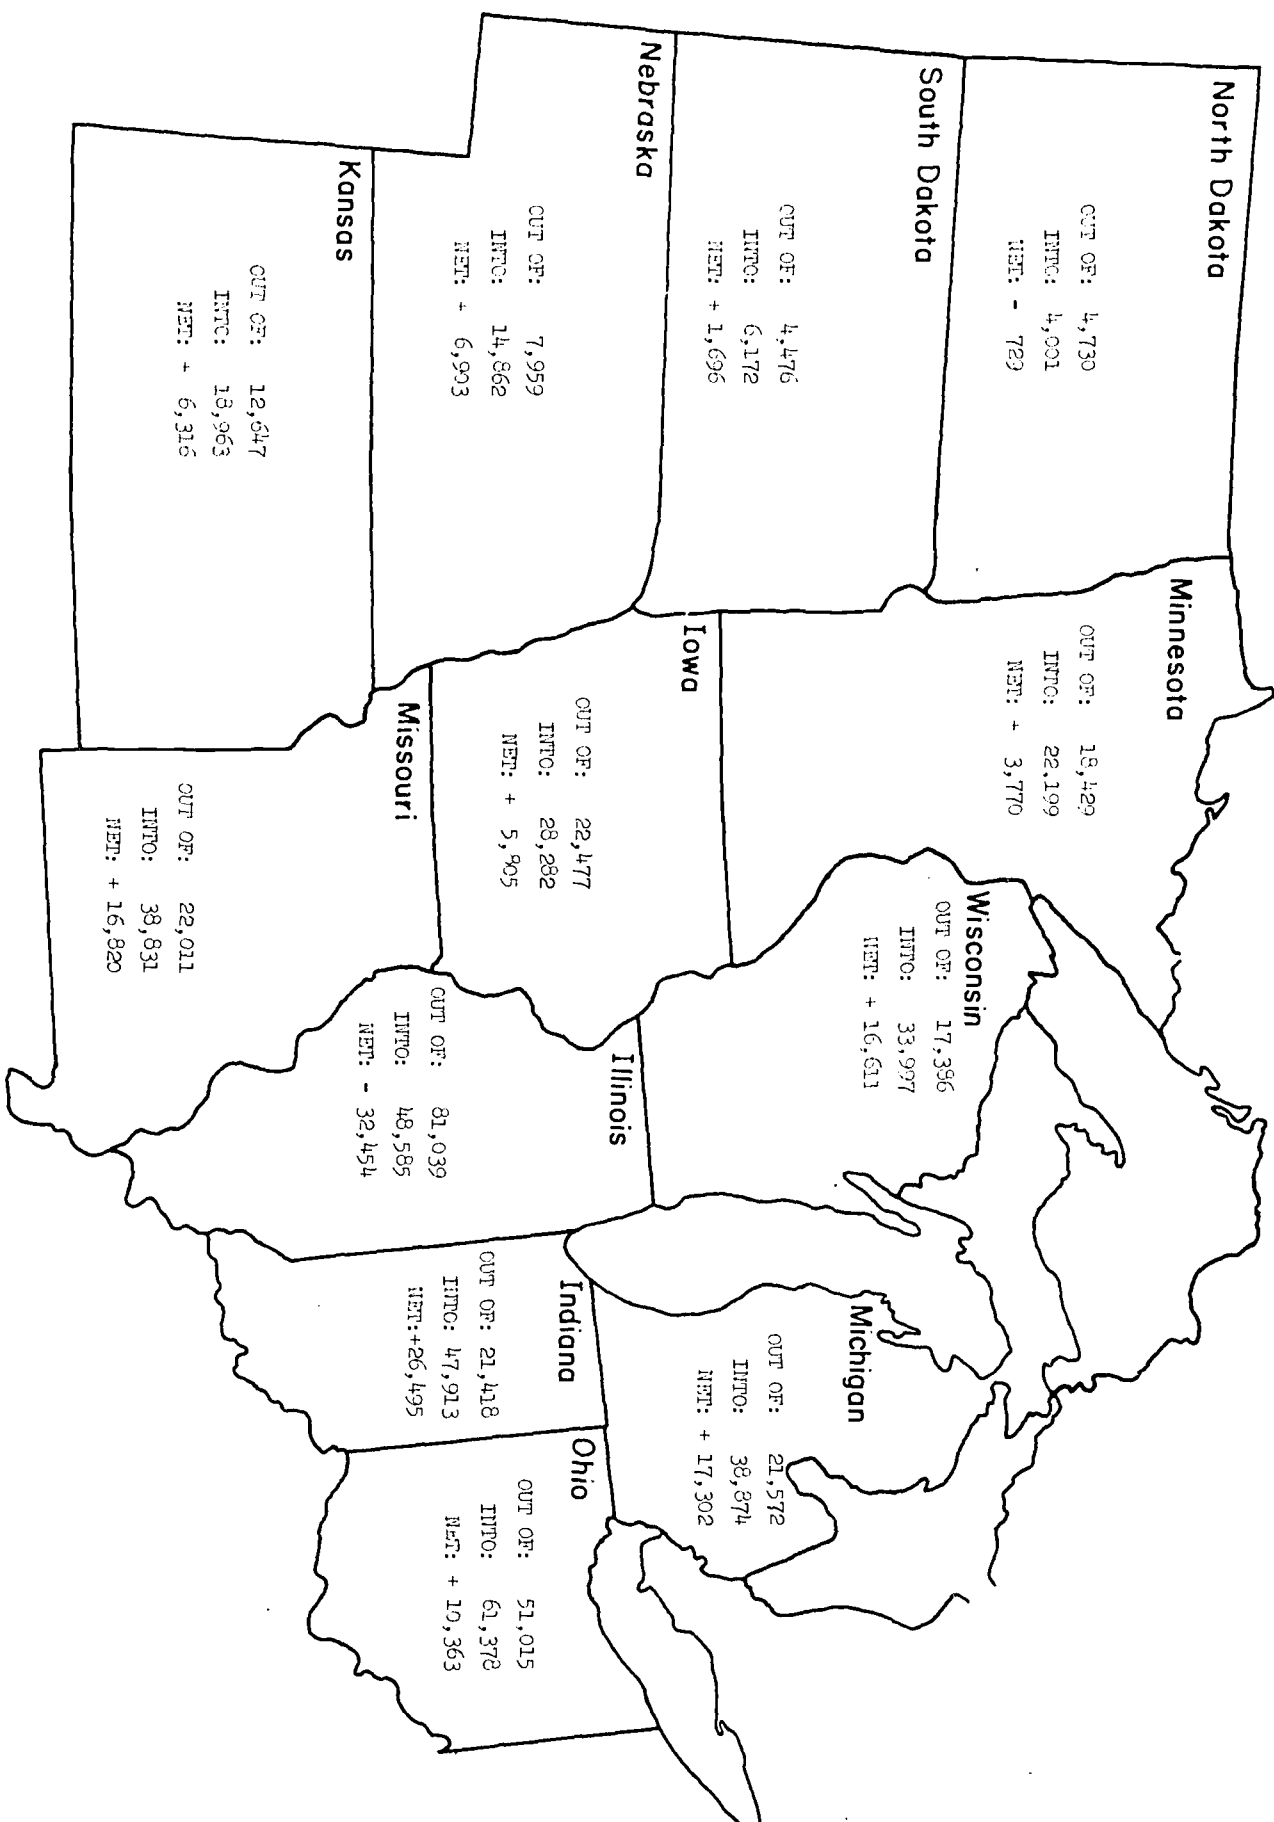 North Dakota
OUT OF: 4,730
INTO: 4,001
NET: - 729
South Dakota
OUT OF: 4,476
INTO: 6,172
NET: + 1,696
Nebraska
OUT OF: 7,959
INTO: 14,862
NET: + 6,903
Kansas
OUT OF: 12,647
INTO: 18,963
NET: + 6,316
Minnesota
OUT OF: 18,429
INTO: 22,199
NET: + 3,770
Iowa
OUT OF: 22,477
INTO: 28,282
NET: + 5,805
Missouri
OUT OF: 22,011
INTO: 38,831
NET: + 16,820
Wisconsin
OUT OF: 17,386
INTO: 33,997
NET: + 16,611
Illinois
OUT OF: 81,039
INTO: 48,585
NET: - 32,454
Michigan
OUT OF: 21,572
INTO: 38,874
NET: + 17,302
Indiana
OUT OF: 21,418
INTO: 47,913
NET:+26,495
Ohio
OUT OF: 51,015
INTO: 61,378
NET: + 10,363